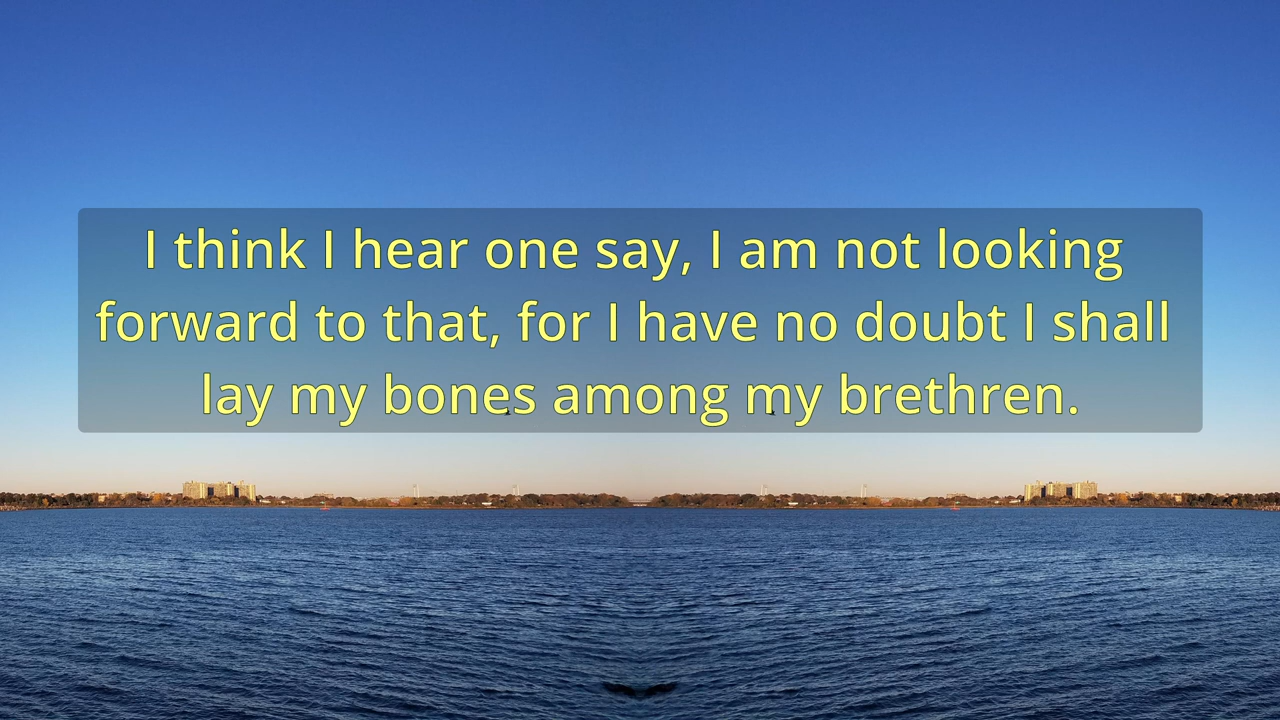 I think I hear one say, I am not looking
forward to that, for I have no doubt I shall
lay my bones among my brethren.